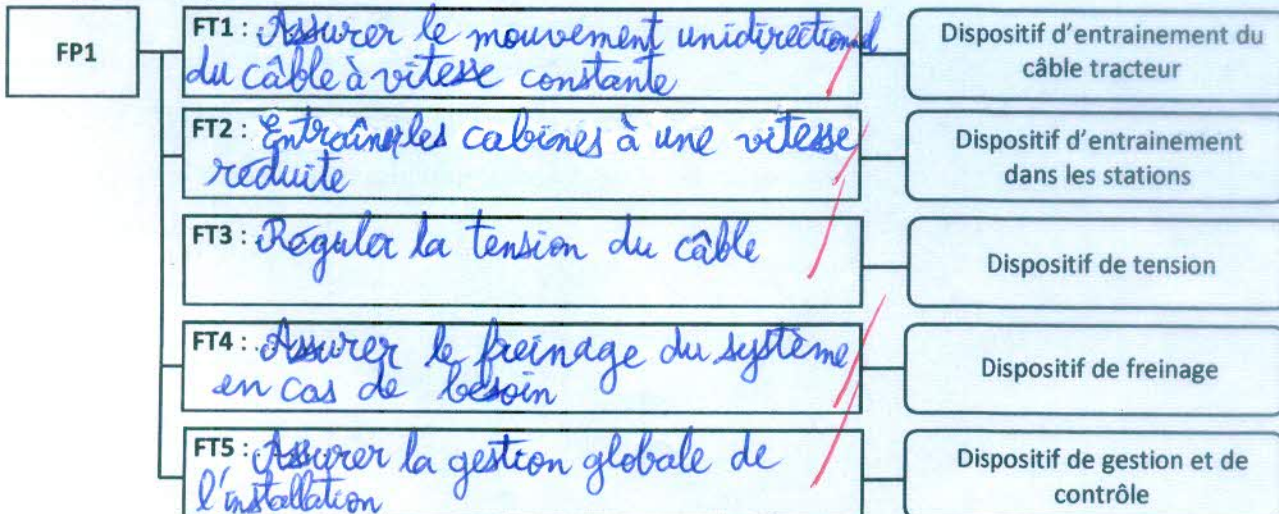 FP1
FT1 : Assurer le mouvement unidirectionnel
du câble à vitesse constante
Dispositif d'entrainement du
câble tracteur
FT2 : Entraîner les cabines à une vitesse
réduite
Dispositif d'entrainement
dans les stations
FT3 : Réguler la tension du câble
Dispositif de tension
FT4 : Assurer le freinage du système
en cas de besoin
Dispositif de freinage
FT5 : Assurer la gestion globale de
l'installation
Dispositif de gestion et de
contrôle